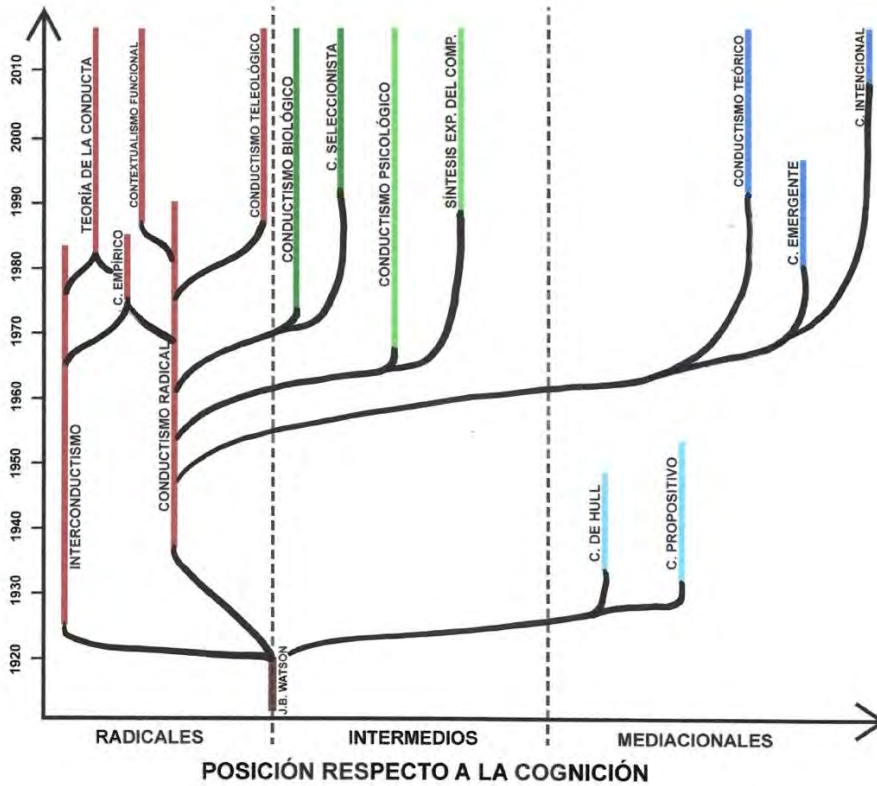 2010
2000
1990
1980
1970
1960
1950
1940
1930
1920
INTERCONDUCTISMO
TEORÍA DE LA CONDUCTA
C. EMPÍRICO
CONTEXTUALISMO FUNCIONAL
CONDUCTISMO RADICAL
CONDUCTISMO TELEOLÓGICO
J.B. WATSON
CONDUCTISMO BIOLÓGICO
C. SELECCIONISTA
CONDUCTISMO PSICOLÓGICO
SÍNTESIS EXP. DEL COMP.
C. DE HULL
C. PROPOSITIVO
CONDUCTISMO TEÓRICO
C. EMERGENTE
C. INTENCIONAL
RADICALES
INTERMEDIOS
MEDIACIONALES
POSICIÓN RESPECTO A LA COGNICIÓN